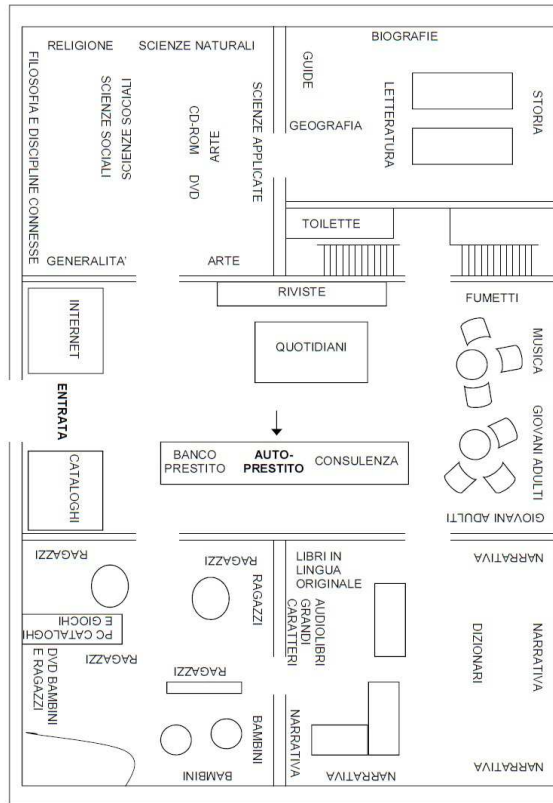 RELIGIONE
SCIENZE NATURALI
BIOGRAFIE
FILOSOFIA E DISCIPLINE CONNESSE
SCIENZE SOCIALI
SCIENZE SOCIALI
ARTE
CD-ROM DVD
SCIENZE APPLICATE
GUIDE
GEOGRAFIA
LETTERATURA
STORIA
GENERALITA'
ARTE
TOILETTE
RIVISTE
FUMETTI
INTERNET
QUOTIDIANI
MUSICA
ENTRATA
GIOVANI ADULTI
CATALOGHI
BANCO
PRESTITO
AUTO-
PRESTITO
CONSULENZA
GIOVANI ADULTI
RAGAZZI
RAGAZZI
RAGAZZI
LIBRI IN
LINGUA
ORIGINALE
NARRATIVA
AUDIOLIBRI
GRANDI
CARATTERI
DIZIONARI
NARRATIVA
PC CATALOGHI
E GIOCHI
RAGAZZI
DVD BAMBINI
E RAGAZZI
RAGAZZI
BAMBINI
NARRATIVA
BAMBINI
NARRATIVA
NARRATIVA